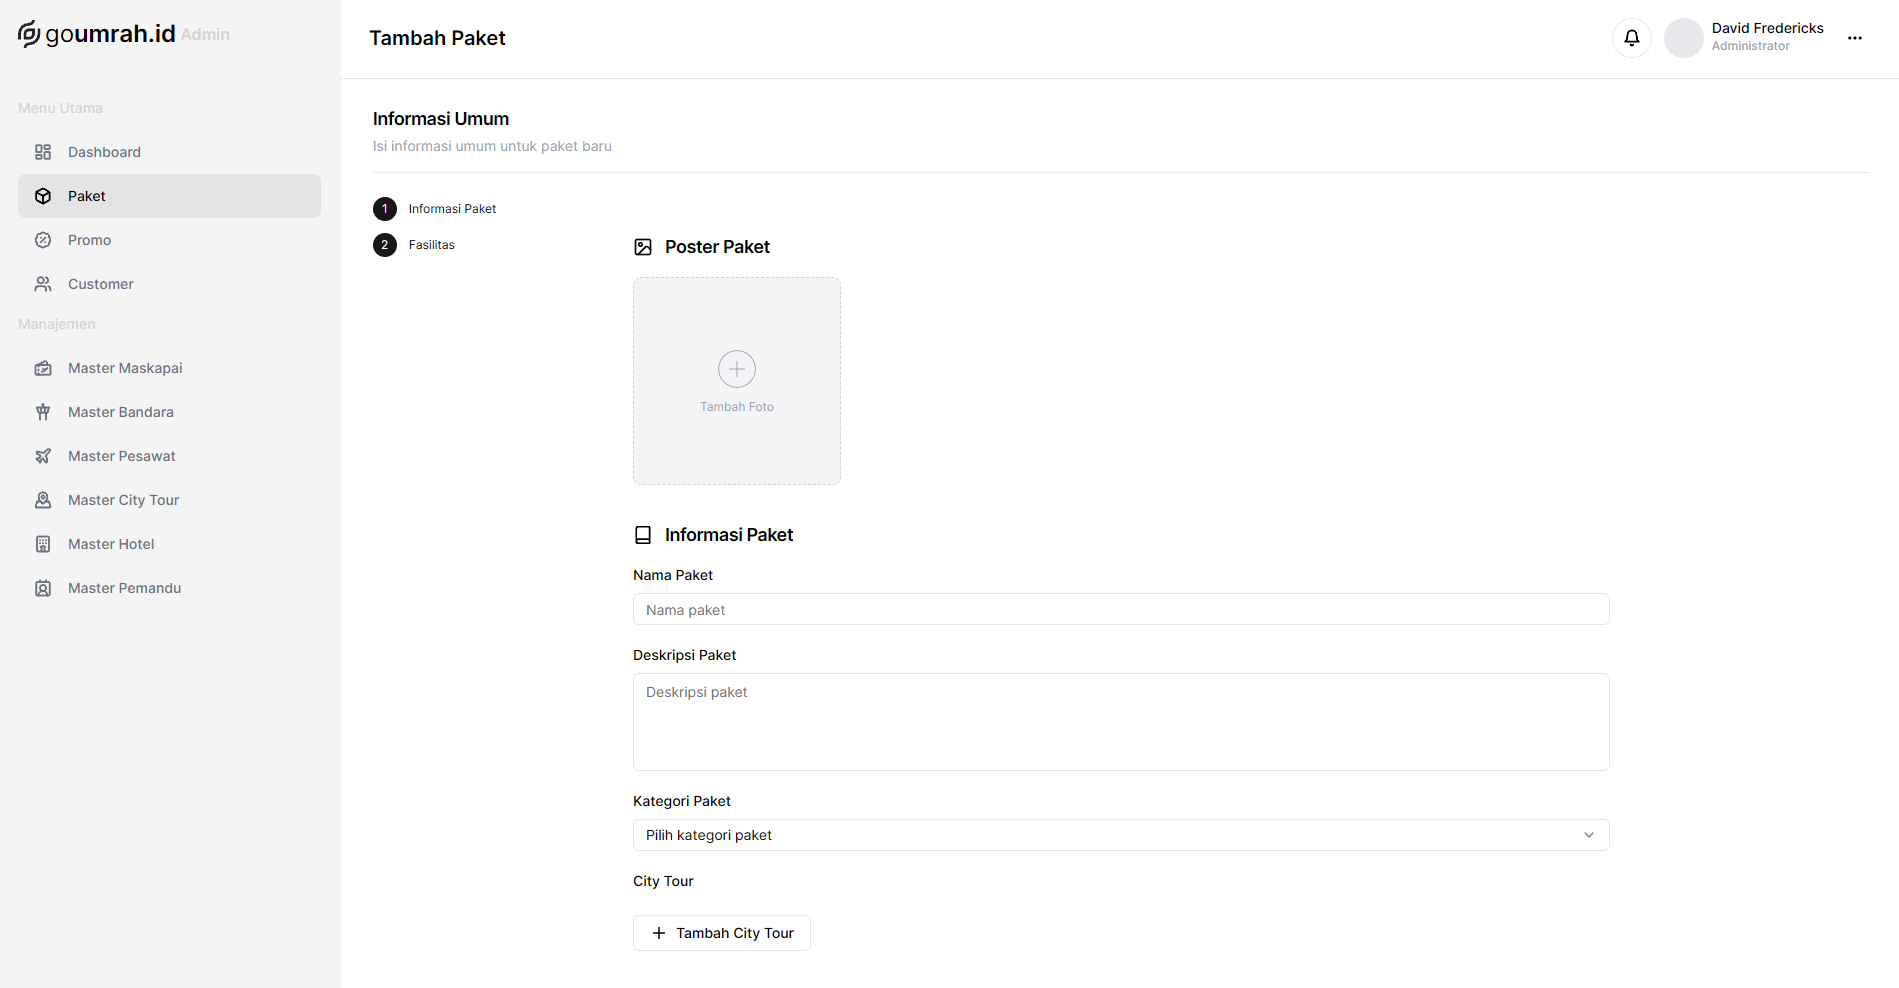 goumrah.id Admin
Menu Utama
Dashboard
Paket
Promo
Customer
Manajemen
Master Maskapai
Master Bandara
Master Pesawat
Master City Tour
Master Hotel
Master Pemandu
Tambah Paket
David Fredericks
Administrator
Informasi Umum
Isi informasi umum untuk paket baru
1 Informasi Paket
2 Fasilitas
Poster Paket
Tambah Foto
Informasi Paket
Nama Paket
Nama paket
Deskripsi Paket
Deskripsi paket
Kategori Paket
Pilih kategori paket
City Tour
Tambah City Tour